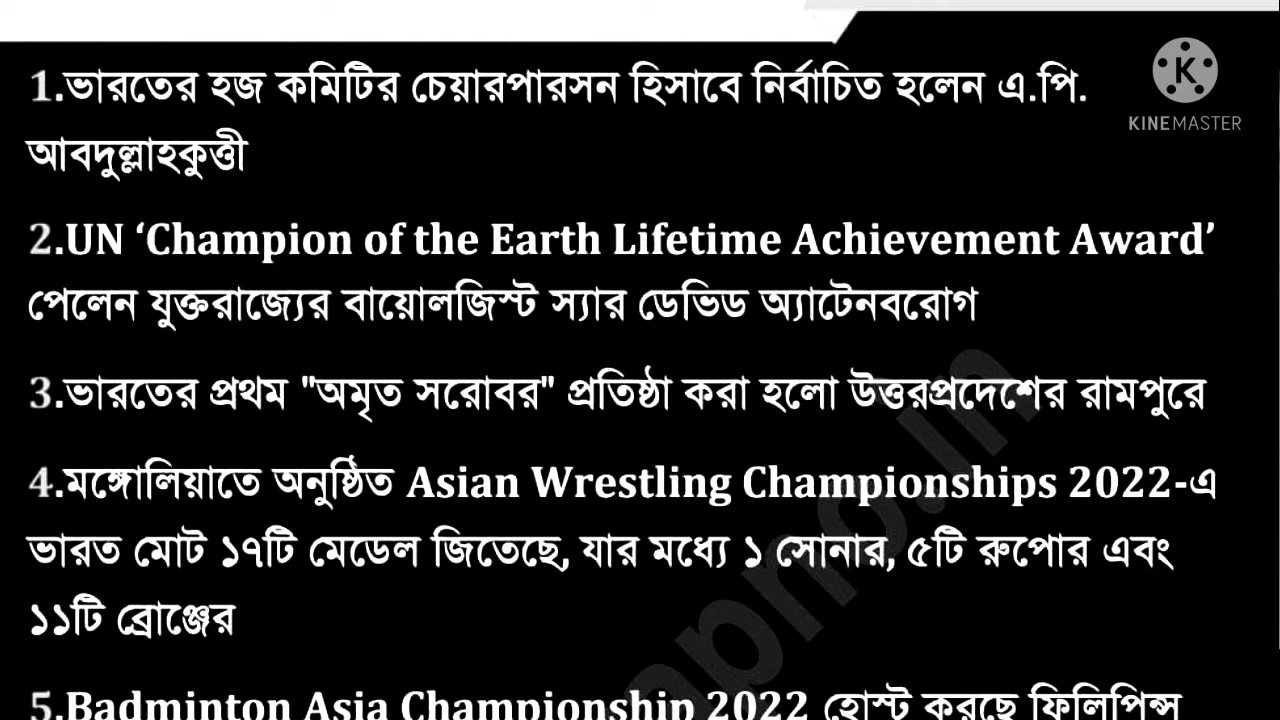 1.ভারতের হজ কমিটির চেয়ারপারসন হিসাবে নির্বাচিত হলেন এ.পি.
আবদুল্লাহকুত্তী
K
KINEMASTER
2.UN ‘Champion of the Earth Lifetime Achievement Award’
পেলেন যুক্তরাজ্যের বায়োলজিস্ট স্যার ডেভিড অ্যাটেনবরোগ
3.ভারতের প্রথম "অমৃত সরোবর" প্রতিষ্ঠা করা হলো উত্তরপ্রদেশের রামপুরে
4.মঙ্গোলিয়াতে অনুষ্ঠিত Asian Wrestling Championships 2022-এ
ভারত মোট ১৭টি মেডেল জিতেছে, যার মধ্যে ১ সোনার, ৫টি রুপোর এবং
১১টি ব্রোঞ্জের
5.Badminton Asia Championship 2022 হোস্ট করছে ফিলিপিন্স